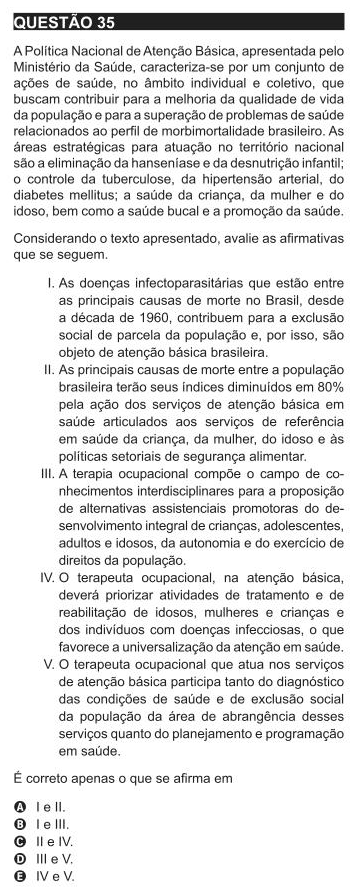 QUESTÃO 35
A Política Nacional de Atenção Básica, apresentada pelo
Ministério da Saúde, caracteriza-se por um conjunto de
ações de saúde, no âmbito individual e coletivo, que
buscam contribuir para a melhoria da qualidade de vida
da população e para a superação de problemas de saúde
relacionados ao perfil de morbimortalidade brasileiro. As
áreas estratégicas para atuação no território nacional
são a eliminação da hanseníase e da desnutrição infantil;
o controle da tuberculose, da hipertensão arterial, do
diabetes mellitus; a saúde da criança, da mulher e do
idoso, bem como a saúde bucal e a promoção da saúde.
Considerando o texto apresentado, avalie as afirmativas
que se seguem.
I. As doenças infectoparasitárias que estão entre
as principais causas de morte no Brasil, desde
a década de 1960, contribuem para a exclusão
social de parcela da população e, por isso, são
objeto de atenção básica brasileira.
II. As principais causas de morte entre a população
brasileira terão seus índices diminuídos em 80%
pela ação dos serviços de atenção básica em
saúde articulados aos serviços de referência
em saúde da criança, da mulher, do idoso e às
políticas setoriais de segurança alimentar.
III. A terapia ocupacional compõe o campo de co-
nhecimentos interdisciplinares para a proposição
de alternativas assistenciais promotoras do de-
senvolvimento integral de crianças, adolescentes,
adultos e idosos, da autonomia e do exercício de
direitos da população.
IV. O terapeuta ocupacional, na atenção básica,
deverá priorizar atividades de tratamento e de
reabilitação de idosos, mulheres e crianças e
dos indivíduos com doenças infecciosas, o que
favorece a universalização da atenção em saúde.
V. O terapeuta ocupacional que atua nos serviços
de atenção básica participa tanto do diagnóstico
das condições de saúde e de exclusão social
da população da área de abrangência desses
serviços quanto do planejamento e programação
em saúde.
É correto apenas o que se afirma em
A I e II.
B I e III.
C II e IV.
D III e V.
E IV e V.